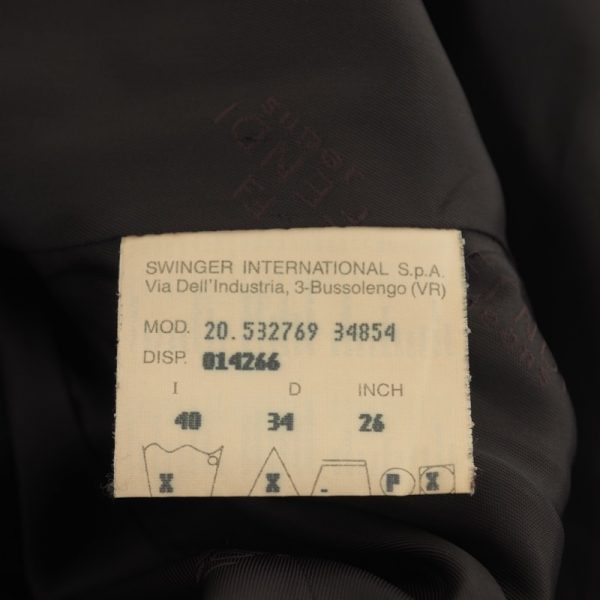 SWINGER INTERNATIONAL S.p.A.
Via Dell'Industria, 3-Bussolengo (VR)
MOD. 20.532769 34854
DISP. 014266
I D INCH
40 34 26
X X - P X